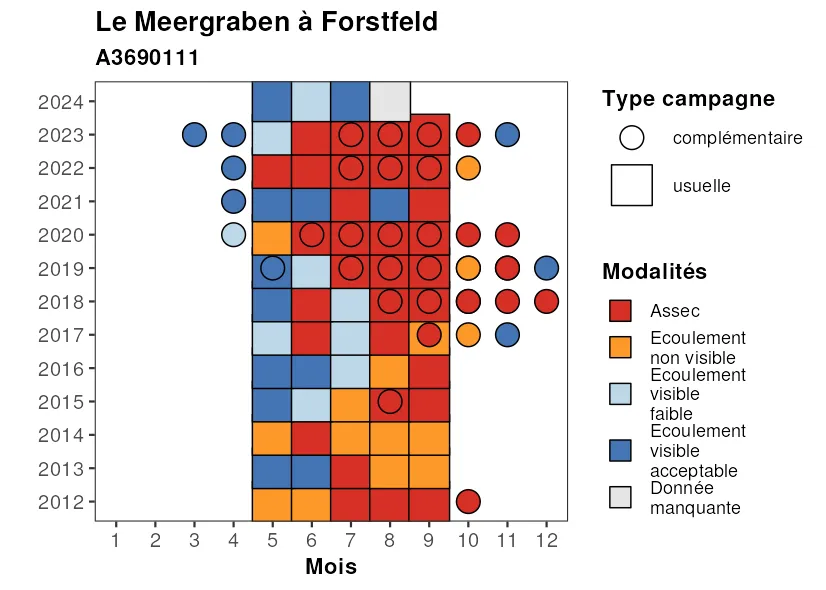 Le Meergraben à Forstfeld
A3690111
2024
2023
2022
2021
2020
2019
2018
2017
2016
2015
2014
2013
2012
1 2 3 4 5 6 7 8 9 10 11 12
Mois
Type campagne
complémentaire
usuelle
Modalités
Assec
Ecoulement
non visible
Ecoulement
visible
faible
Ecoulement
visible
acceptable
Donnée
manquante